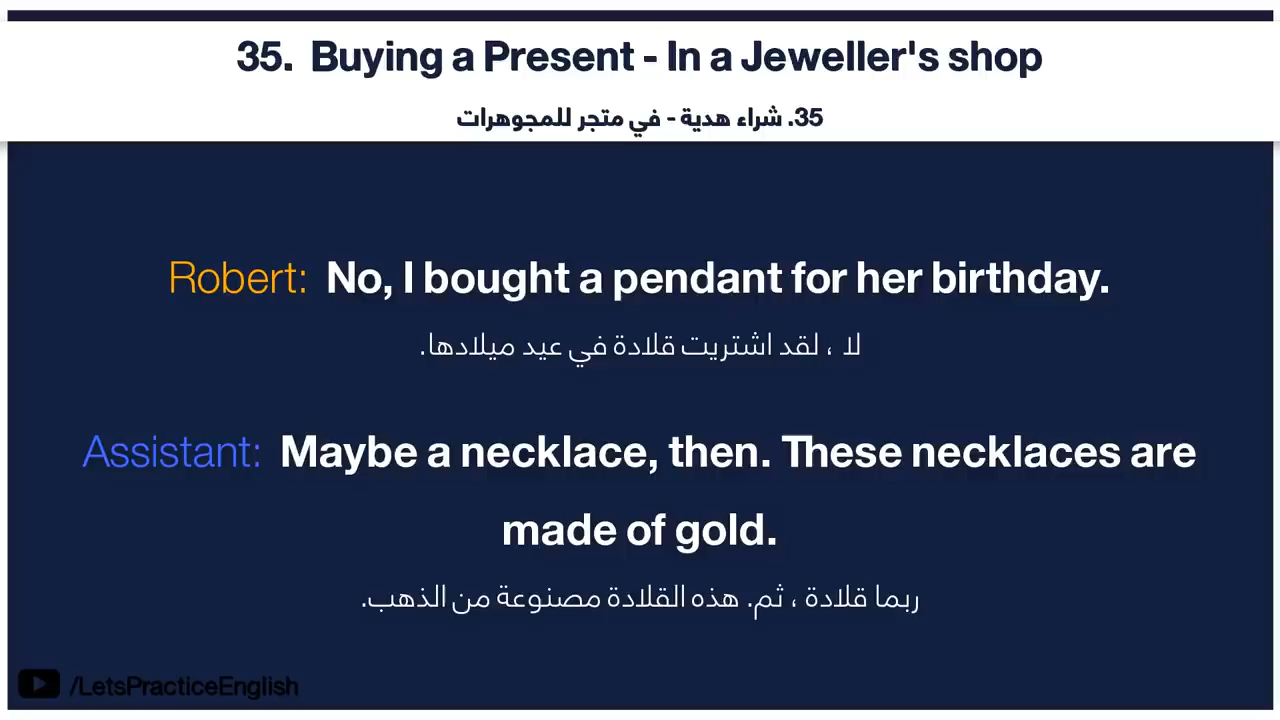 35. Buying a Present - In a Jeweller's shop
35. شراء هدية - في متجر للمجوهرات
Robert: No, I bought a pendant for her birthday.
لا ، لقد اشتريت قلادة في عيد ميلادها.
Assistant: Maybe a necklace, then. These necklaces are
made of gold.
ربما قلادة ، ثم. هذه القلادة مصنوعة من الذهب.
/LetsPracticeEnglish